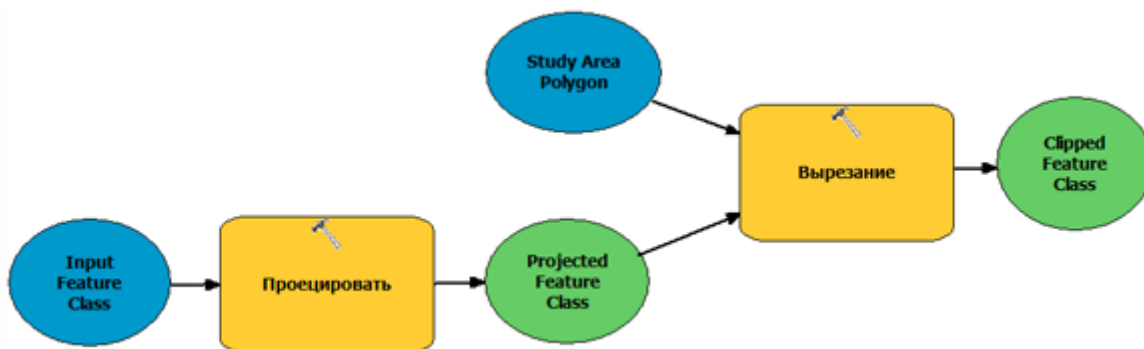 Study Area
Polygon
Вырезание
Clipped
Feature
Class
Input
Feature
Class
Проецировать
Projected
Feature
Class